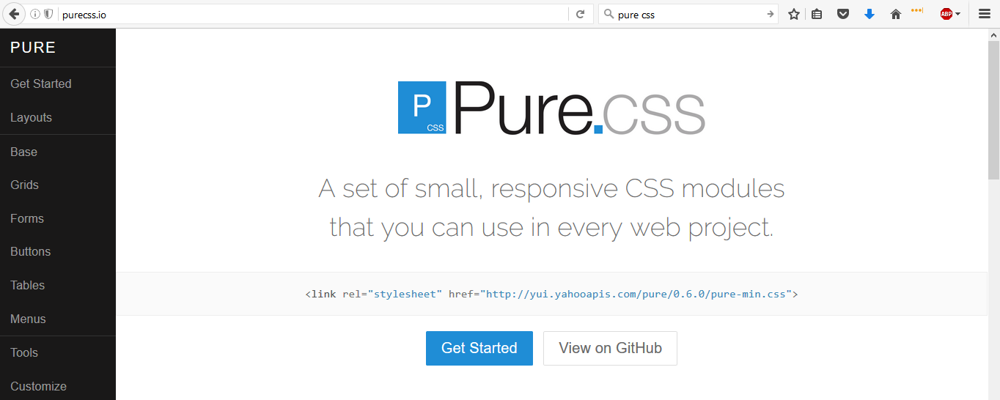 purecss.io
pure css
ABP
PURE
Get Started
Layouts
Base
Grids
Forms
Buttons
Tables
Menus
Tools
Customize
P
CSS
Pure.css
A set of small, responsive CSS modules
that you can use in every web project.
<link rel="stylesheet" href="http://yui.yahooapis.com/pure/0.6.0/pure-min.css">
Get Started
View on GitHub